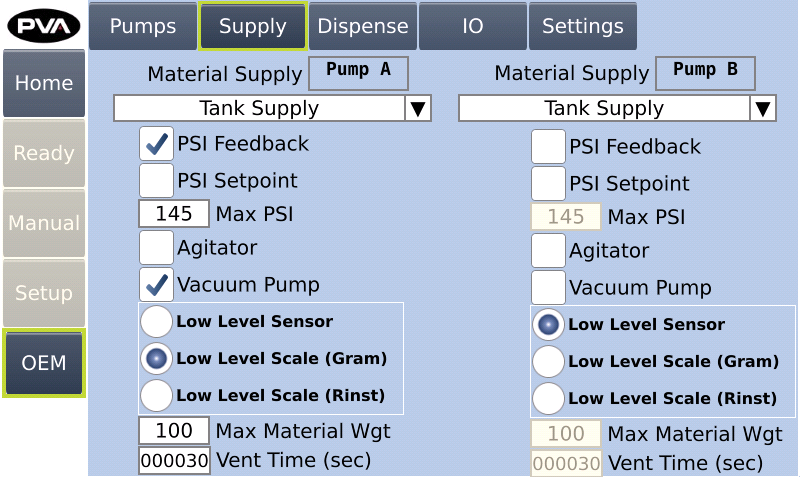 PVA Pumps Supply Dispense IO Settings
Home
Ready
Manual
Setup
OEM
Material Supply Pump A
Tank Supply
PSI Feedback
PSI Setpoint
145 Max PSI
Agitator
Vacuum Pump
Low Level Sensor
Low Level Scale (Gram)
Low Level Scale (Rinst)
100 Max Material Wgt
000030 Vent Time (sec)
Material Supply Pump B
Tank Supply
PSI Feedback
PSI Setpoint
145 Max PSI
Agitator
Vacuum Pump
Low Level Sensor
Low Level Scale (Gram)
Low Level Scale (Rinst)
100 Max Material Wgt
000030 Vent Time (sec)